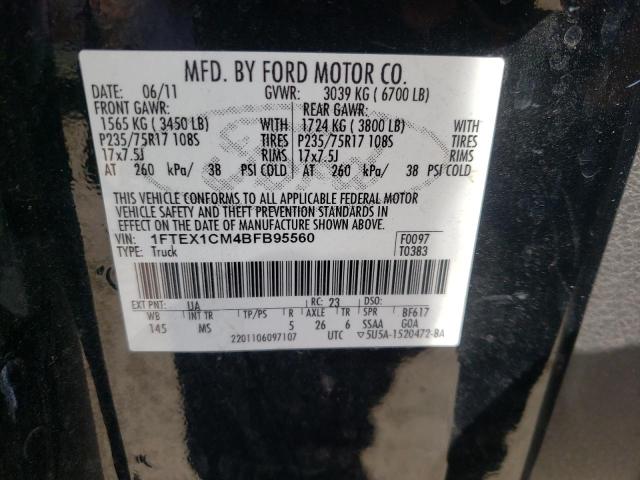 MFD. BY FORD MOTOR CO.
DATE: 06/11 GVWR: 3039 KG ( 6700 LB)
FRONT GAWR: REAR GAWR:
1565 KG ( 3450 LB) WITH 1724 KG ( 3800 LB) WITH
P235/75R17 108S TIRES P235/75R17 108S TIRES
17x7.5J RIMS 17x7.5J RIMS
AT 260 kPa/ 38 PSI COLD AT 260 kPa/ 38 PSI COLD
THIS VEHICLE CONFORMS TO ALL APPLICABLE FEDERAL MOTOR
VEHICLE SAFETY AND THEFT PREVENTION STANDARDS IN
EFFECT ON THE DATE OF MANUFACTURE SHOWN ABOVE.
VIN: 1FTEX1CM4BFB95560 F0097
TYPE: Truck T0383
EXT PNT: UA RC: 23 DSO:
WB INT TR TP/PS R AXLE TR SPR BF617
145 MS 5 26 6 SSAA GOA
2201106097107 UTC ▽5U5A-1520472-BA